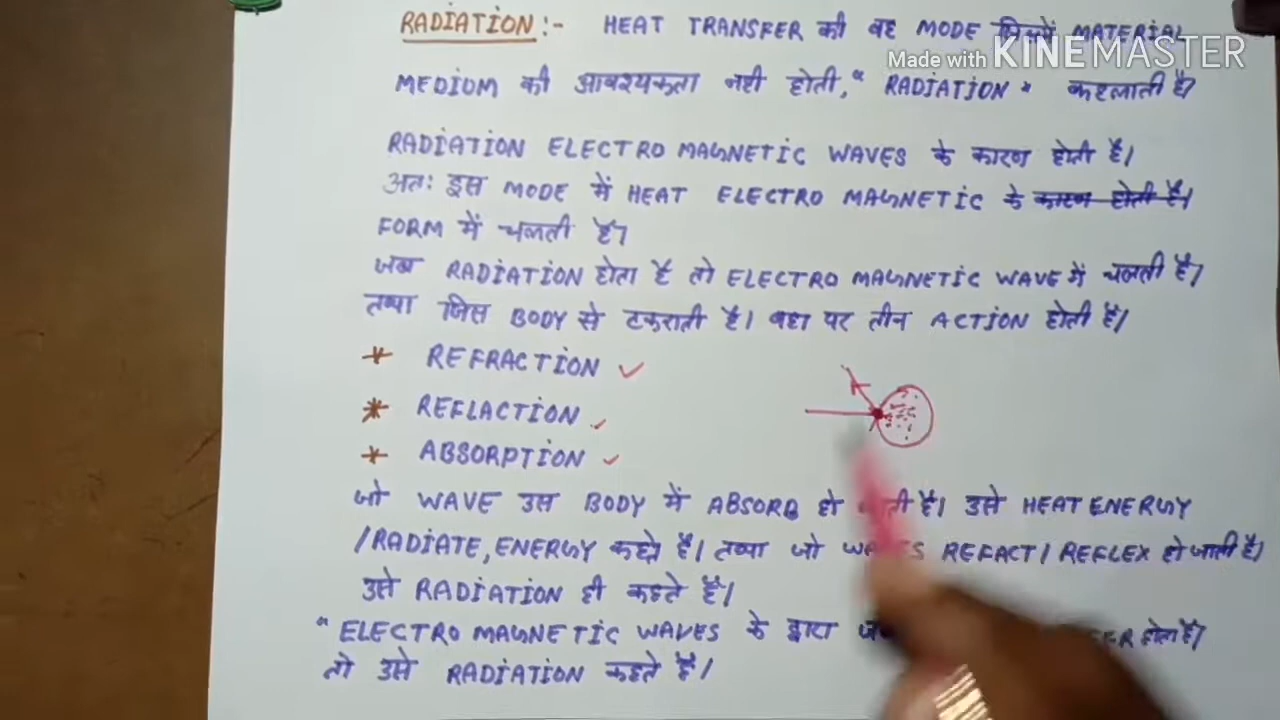 RADIATION :- HEAT TRANSFER की वह MODE जिसमें MATERIAL
Made with KINEMASTER
MEDIOM की आवश्यकता नही होती, " RADIATION " कहलाती है।
RADIATION ELECTRO MAGNETIC WAVES के कारण होती है।
अतः इस MODE में HEAT ELECTRO MAGNETIC के कारण होती है।
FORM में चलती है।
जब RADIATION होता है तो ELECTRO MAGNETIC WAVE में चलती है।
तथा जिस BODY से टकराती है। वहा पर तीन ACTION होती है।
* REFRACTION ✓
* REFLACTION ✓
* ABSORPTION ✓
जो WAVE उस BODY में ABSORB हो है। उसे HEAT ENERGY
/RADIATE, ENERGY कहते है। तथा जो REFACT / REFLEX हो जाती है।
उसे RADIATION ही कहते है।
" ELECTRO MAGNETIC WAVES के द्वारा होता है।
तो उसे RADIATION कहते है।